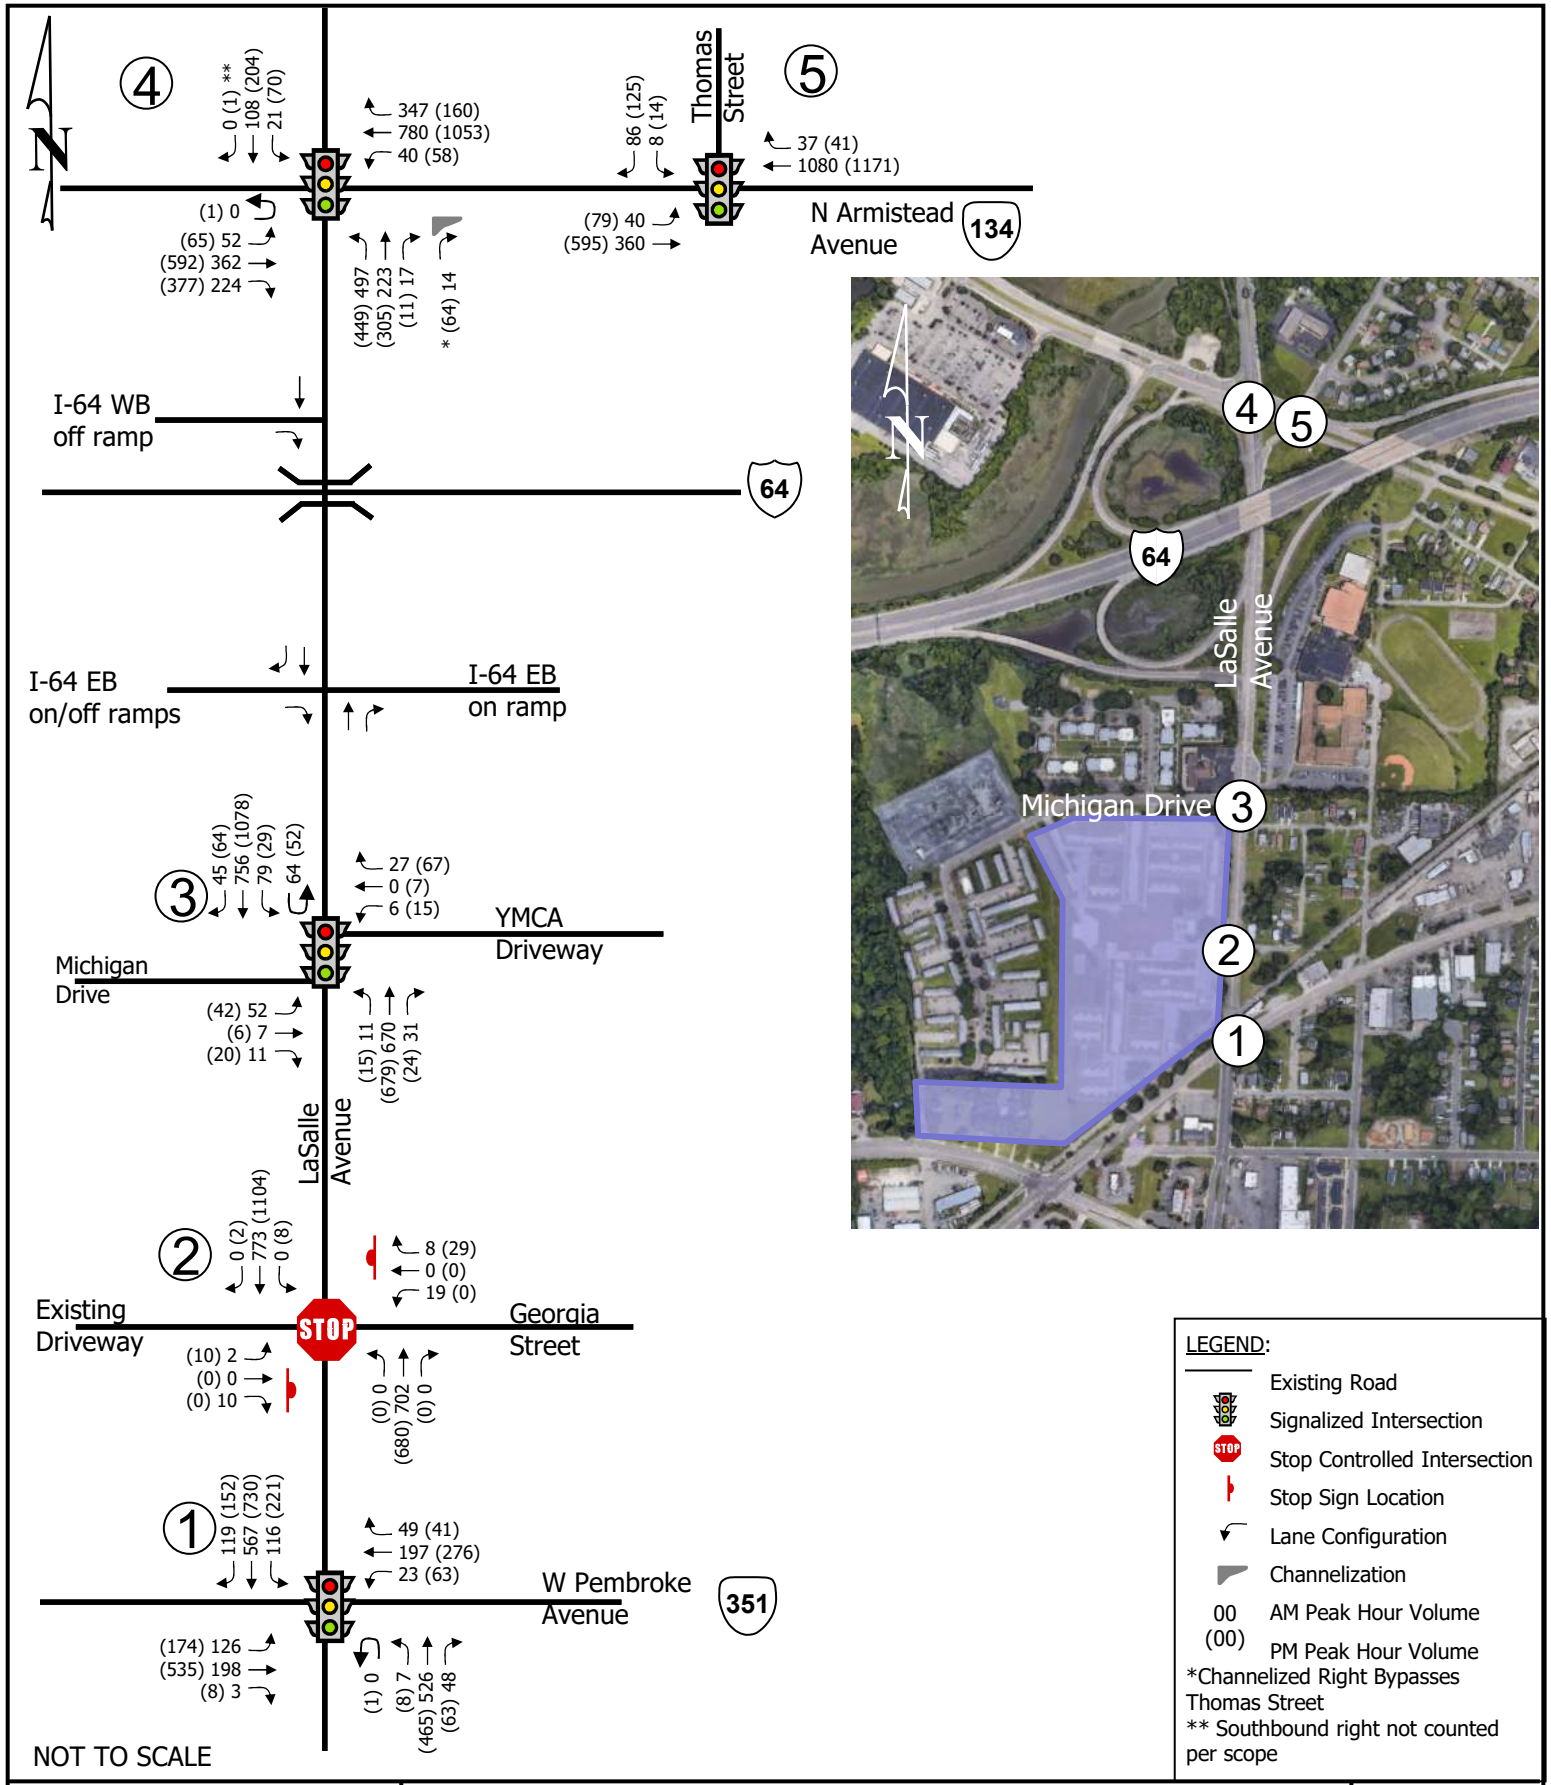 N
4
0 (1) **
108 (204)
21 (70)
347 (160)
780 (1053)
40 (58)
(1) 0
(65) 52
(592) 362
(377) 224
(449) 497
(305) 223
(11) 17
* (64) 14
Thomas
Street
5
86 (125)
8 (14)
37 (41)
1080 (1171)
(79) 40
(595) 360
N Armistead
Avenue
134
I-64 WB
off ramp
64
I-64 EB
on/off ramps
I-64 EB
on ramp
3
45 (64)
756 (1078)
79 (29)
64 (52)
27 (67)
0 (7)
6 (15)
YMCA
Driveway
Michigan
Drive
(42) 52
(6) 7
(20) 11
(15) 11
(679) 670
(24) 31
LaSalle
Avenue
2
0 (2)
773 (1104)
0 (8)
8 (29)
0 (0)
19 (0)
Existing
Driveway
STOP
Georgia
Street
(10) 2
(0) 0
(0) 10
(0) 0
(680) 702
(0) 0
1
119 (152)
567 (730)
116 (221)
49 (41)
197 (276)
23 (63)
W Pembroke
Avenue
351
(174) 126
(535) 198
(8) 3
(1) 0
(8) 7
(465) 526
(63) 48
NOT TO SCALE
N
4
5
64
LaSalle
Avenue
Michigan Drive
3
2
1
LEGEND:
Existing Road
Signalized Intersection
STOP
Stop Controlled Intersection
Stop Sign Location
Lane Configuration
Channelization
00 AM Peak Hour Volume
(00) PM Peak Hour Volume
*Channelized Right Bypasses
Thomas Street
** Southbound right not counted
per scope